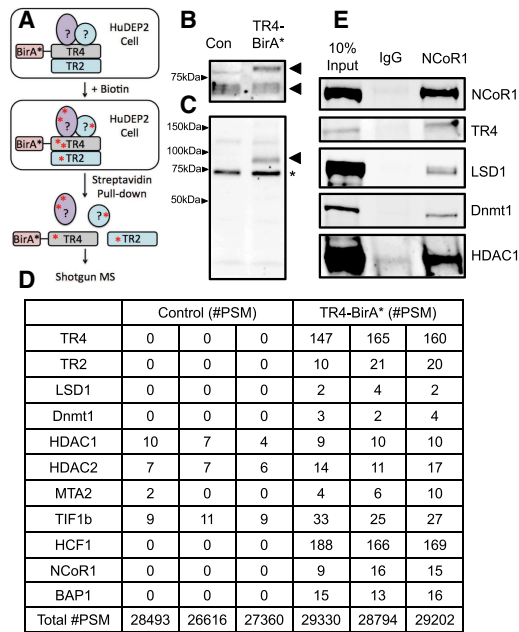 A
HuDEP2
Cell
? ?
BirA* TR4
TR2
+ Biotin
* * ? ?*
HuDEP2
Cell
BirA* **TR4
*TR2
Streptavidin
Pull-down
* * ? ?*
BirA* *TR4 *TR2
Shotgun MS
B
Con TR4-
BirA*
75kDa
C
150kDa
100kDa
75kDa *
50kDa
E
10%
Input IgG NCoR1
NCoR1
TR4
LSD1
Dnmt1
HDAC1
D
Control (#PSM) TR4-BirA* (#PSM)
TR4 0 0 0 147 165 160
TR2 0 0 0 10 21 20
LSD1 0 0 0 2 4 2
Dnmt1 0 0 0 3 2 4
HDAC1 10 7 4 9 10 10
HDAC2 7 7 6 14 11 17
MTA2 2 0 0 4 6 10
TIF1b 9 11 9 33 25 27
HCF1 0 0 0 188 166 169
NCoR1 0 0 0 9 16 15
BAP1 0 0 0 15 13 16
Total #PSM 28493 26616 27360 29330 28794 29202